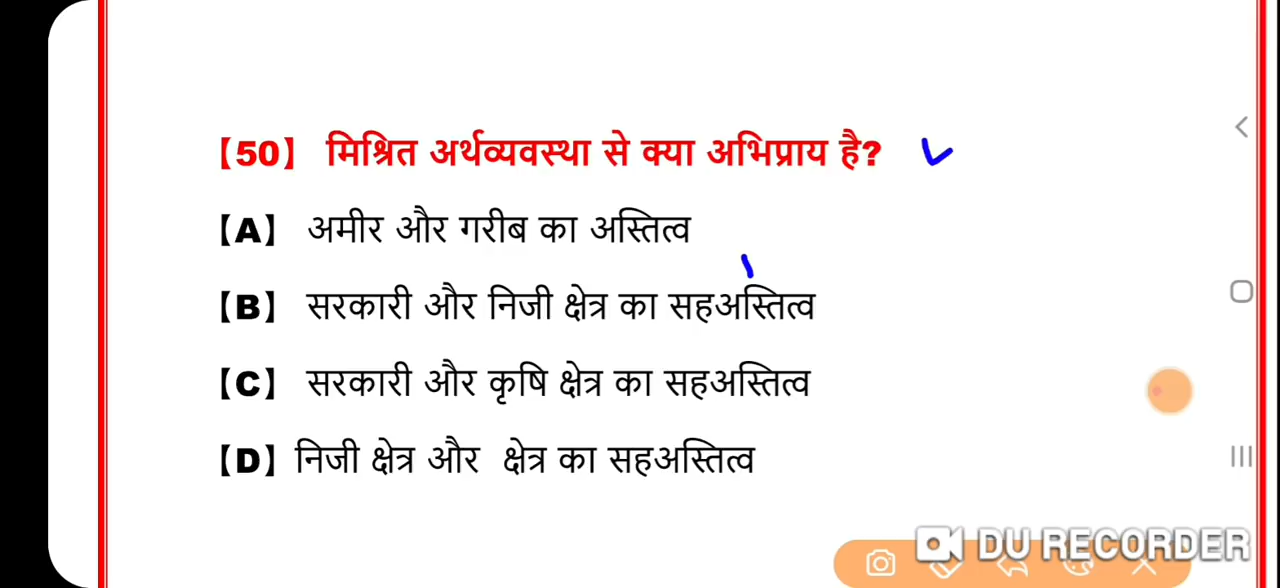 【50】 मिश्रित अर्थव्यवस्था से क्या अभिप्राय है?
【A】 अमीर और गरीब का अस्तित्व
【B】 सरकारी और निजी क्षेत्र का सहअस्तित्व
【C】 सरकारी और कृषि क्षेत्र का सहअस्तित्व
【D】 निजी क्षेत्र और क्षेत्र का सहअस्तित्व
DU RECORDER